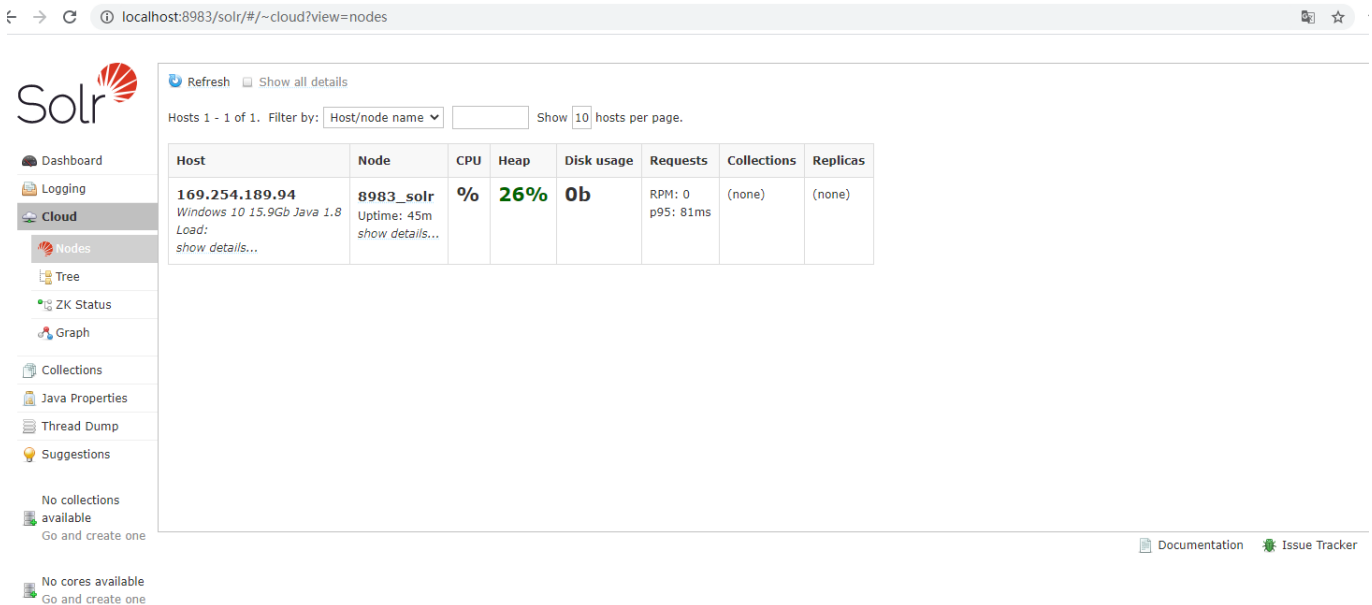 localhost:8983/solr/#/~cloud?view=nodes
Solr
Refresh Show all details
Hosts 1 - 1 of 1. Filter by: Host/node name Show 10 hosts per page.
Host Node CPU Heap Disk usage Requests Collections Replicas
169.254.189.94 8983_solr % 26% 0b RPM: 0 (none) (none)
Windows 10 15.9Gb Java 1.8 Uptime: 45m p95: 81ms
Load: show details...
show details...
Dashboard
Logging
Cloud
Nodes
Tree
ZK Status
Graph
Collections
Java Properties
Thread Dump
Suggestions
No collections
available
Go and create one
No cores available
Go and create one
Documentation Issue Tracker